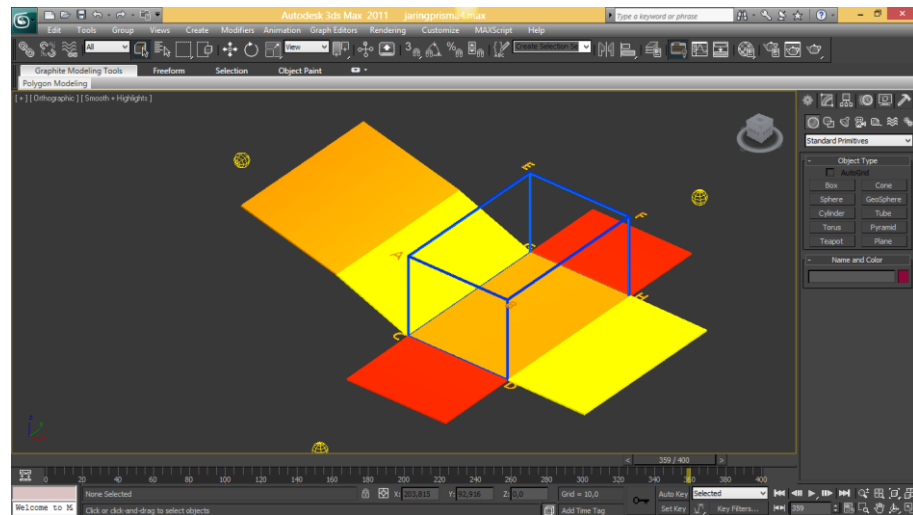 Autodesk 3ds Max 2011 jaringprisma4.max
Type a keyword or phrase
Edit Tools Group Views Create Modifiers Animation Graph Editors Rendering Customize MAXScript Help
All
View
3
Create Selection Se
Graphite Modeling Tools Freeform Selection Object Paint
Polygon Modeling
[ + ] [ Orthographic ] [ Smooth + Highlights ]
Standard Primitives
- Object Type
AutoGrid
Box Cone
Sphere GeoSphere
Cylinder Tube
Torus Pyramid
Teapot Plane
- Name and Color
E
F
A
H
C
D
< 359 / 400 >
0 20 40 60 80 100 120 140 160 180 200 220 240 260 280 300 320 340 360 380 400
None Selected
X: 203,815 Y: 92,916 Z: 0,0
Grid = 10,0
Auto Key Selected
Welcome to M
Click or click-and-drag to select objects
Add Time Tag
Set Key Key Filters...
359